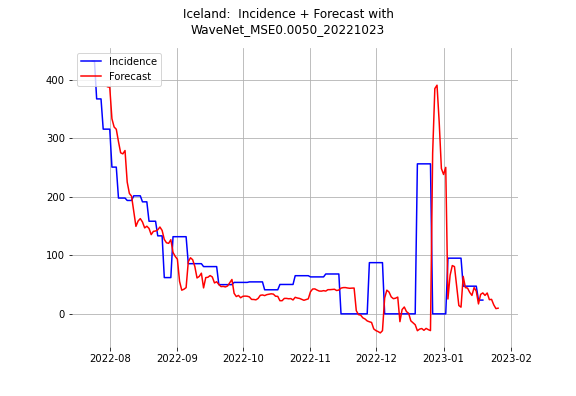 Iceland:  Incidence + Forecast with
WaveNet_MSE0.0050_20221023
Incidence
Forecast
400
300
200
100
0
2022-08 2022-09 2022-10 2022-11 2022-12 2023-01 2023-02